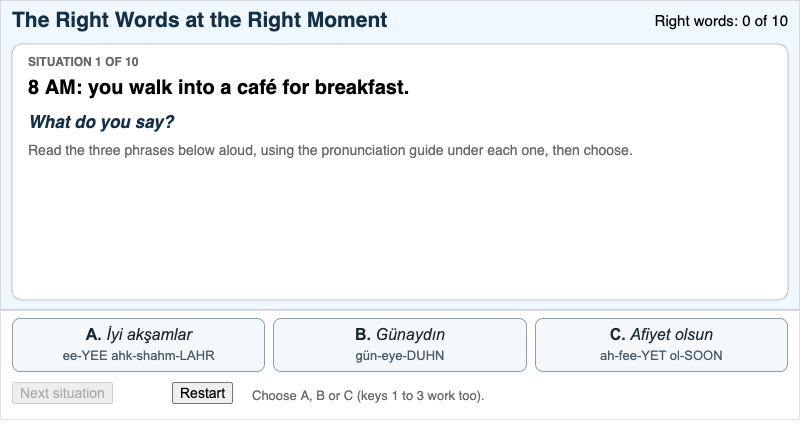 The Right Words at the Right Moment
Right words: 0 of 10
SITUATION 1 OF 10
8 AM: you walk into a café for breakfast.
What do you say?
Read the three phrases below aloud, using the pronunciation guide under each one, then choose.
A. İyi akşamlar
ee-YEE ahk-shahm-LAHR
B. Günaydın
gün-eye-DUHN
C. Afiyet olsun
ah-fee-YET ol-SOON
Next situation
Restart
Choose A, B or C (keys 1 to 3 work too).